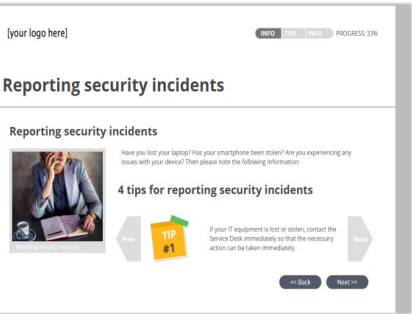 [your logo here]
INFO TIPS INFO PROGRESS: 33%
Reporting security incidents
Reporting security incidents
Have you lost your laptop? Has your smartphone been stolen? Are you experiencing any
issues with your device? Then please note the following information:
4 tips for reporting security incidents
Prev
TIP
#1
If your IT equipment is lost or stolen, contact the
Service Desk immediately so that the necessary
action can be taken immediately.
Next
Reporting security incidents
<< Back Next >>